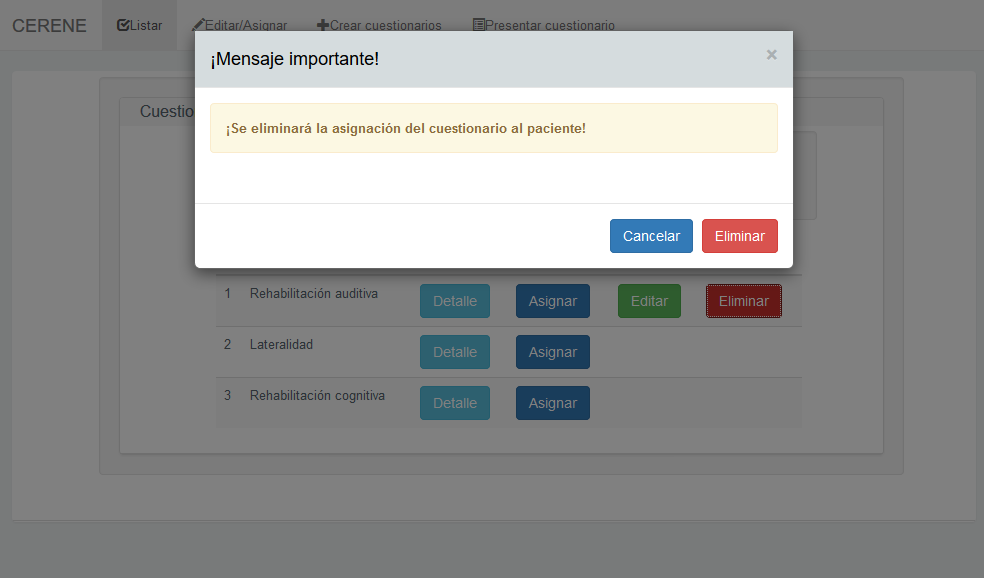 CERENE Listar Editar/Asignar Crear cuestionarios Presentar cuestionario
¡Mensaje importante! ×
Cuestio
¡Se eliminará la asignación del cuestionario al paciente!
Cancelar Eliminar
1 Rehabilitación auditiva Detalle Asignar Editar Eliminar
2 Lateralidad Detalle Asignar
3 Rehabilitación cognitiva Detalle Asignar